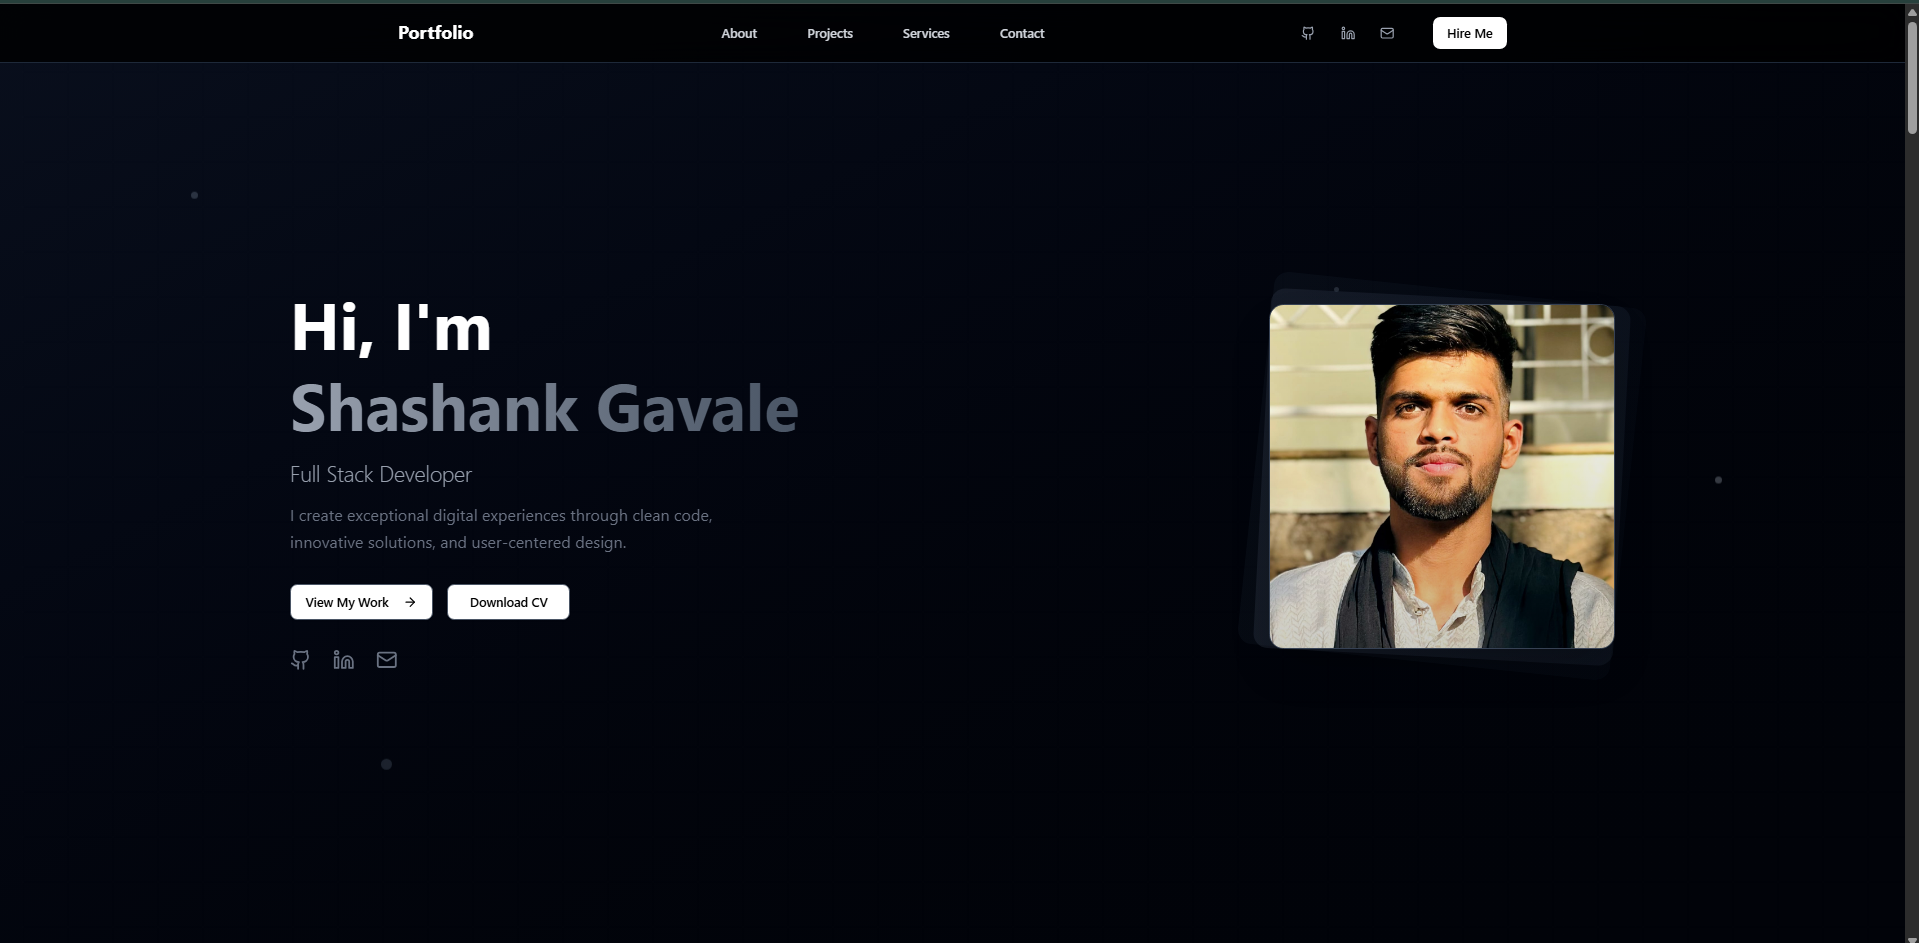 Portfolio
About
Projects
Services
Contact
Hire Me
Hi, I'm
Shashank Gavale
Full Stack Developer
I create exceptional digital experiences through clean code,
innovative solutions, and user-centered design.
View My Work
Download CV